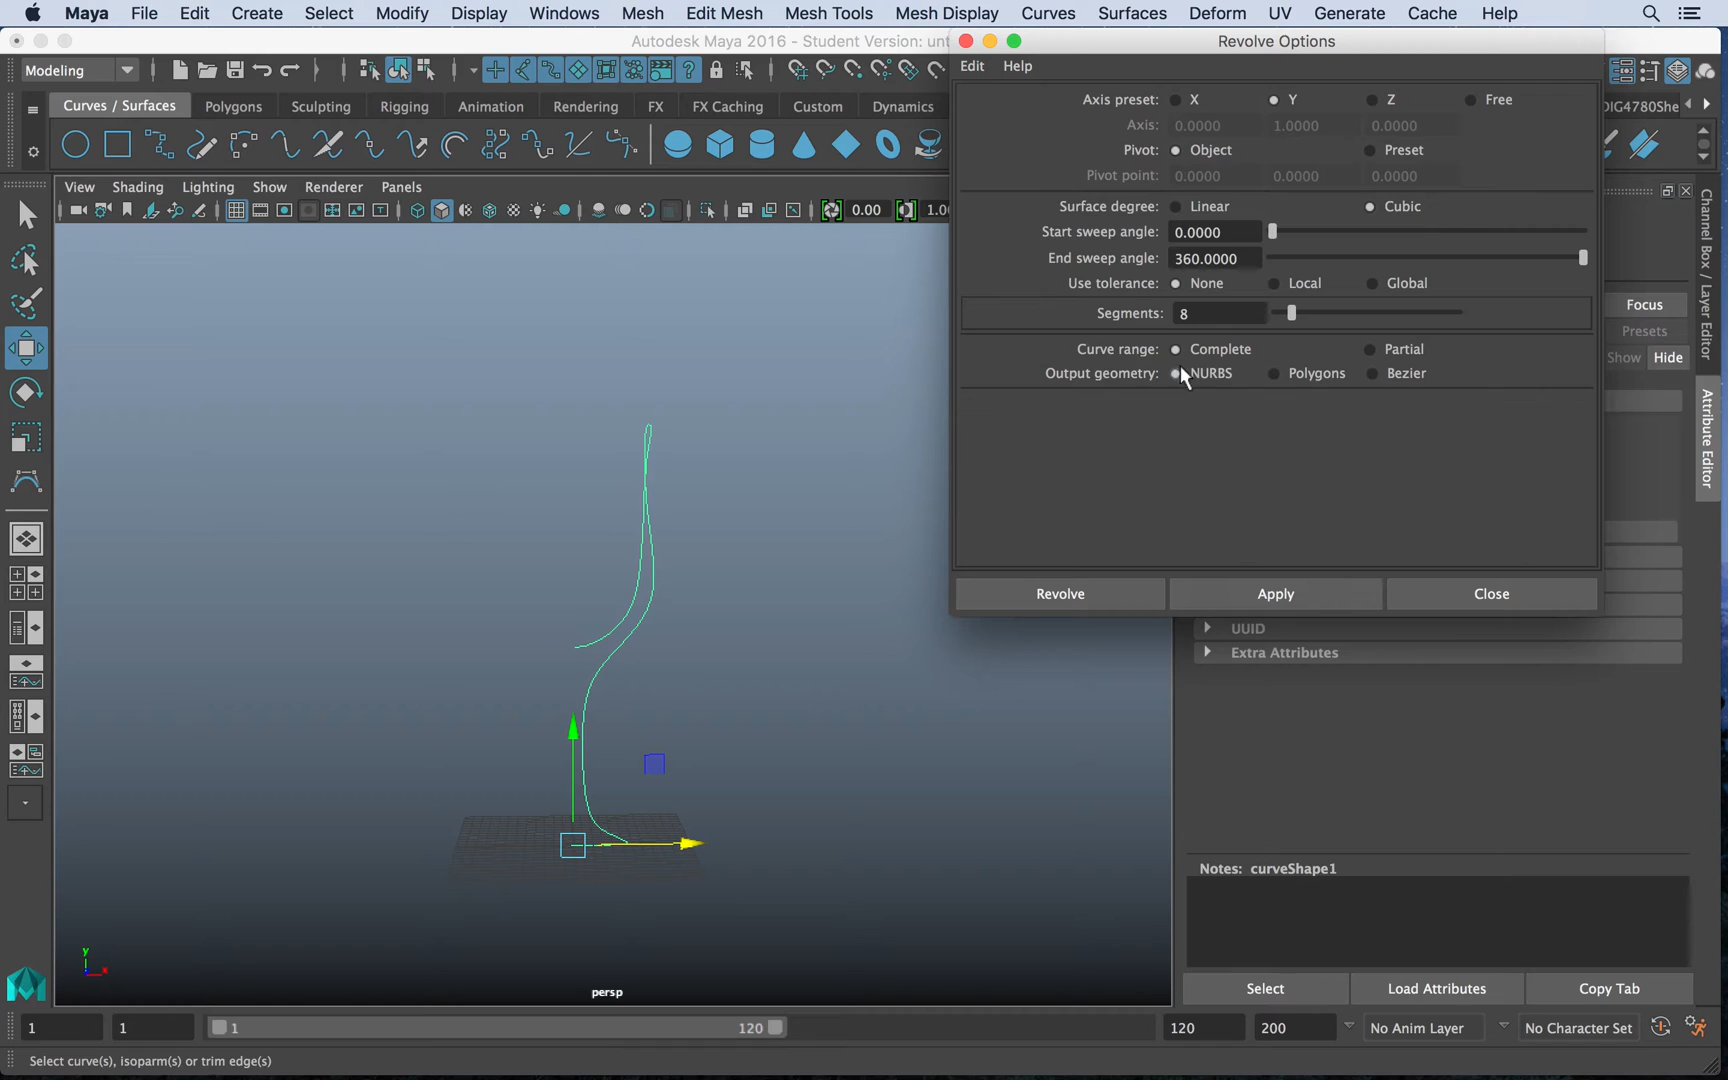 Maya File Edit Create Select Modify Display Windows Mesh Edit Mesh Mesh Tools Mesh Display Curves Surfaces Deform UV Generate Cache Help
Autodesk Maya 2016 - Student Version: unt
Revolve Options
Modeling
Edit Help
Curves / Surfaces Polygons Sculpting Rigging Animation Rendering FX FX Caching Custom Dynamics
DIG4780She
Axis preset: X Y Z Free
Axis: 0.0000 1.0000 0.0000
Pivot: Object Preset
Pivot point: 0.0000 0.0000 0.0000
View Shading Lighting Show Renderer Panels
0.00 1.00
Surface degree: Linear Cubic
Start sweep angle: 0.0000
End sweep angle: 360.0000
Use tolerance: None Local Global
Segments: 8
Curve range: Complete Partial
Output geometry: NURBS Polygons Bezier
Revolve Apply Close
Channel Box / Layer Editor
Attribute Editor
Focus
Presets
Show Hide
UUID
Extra Attributes
Notes: curveShape1
Select Load Attributes Copy Tab
y
x
persp
1 1 1 120 120 200 No Anim Layer No Character Set
Select curve(s), isoparm(s) or trim edge(s)